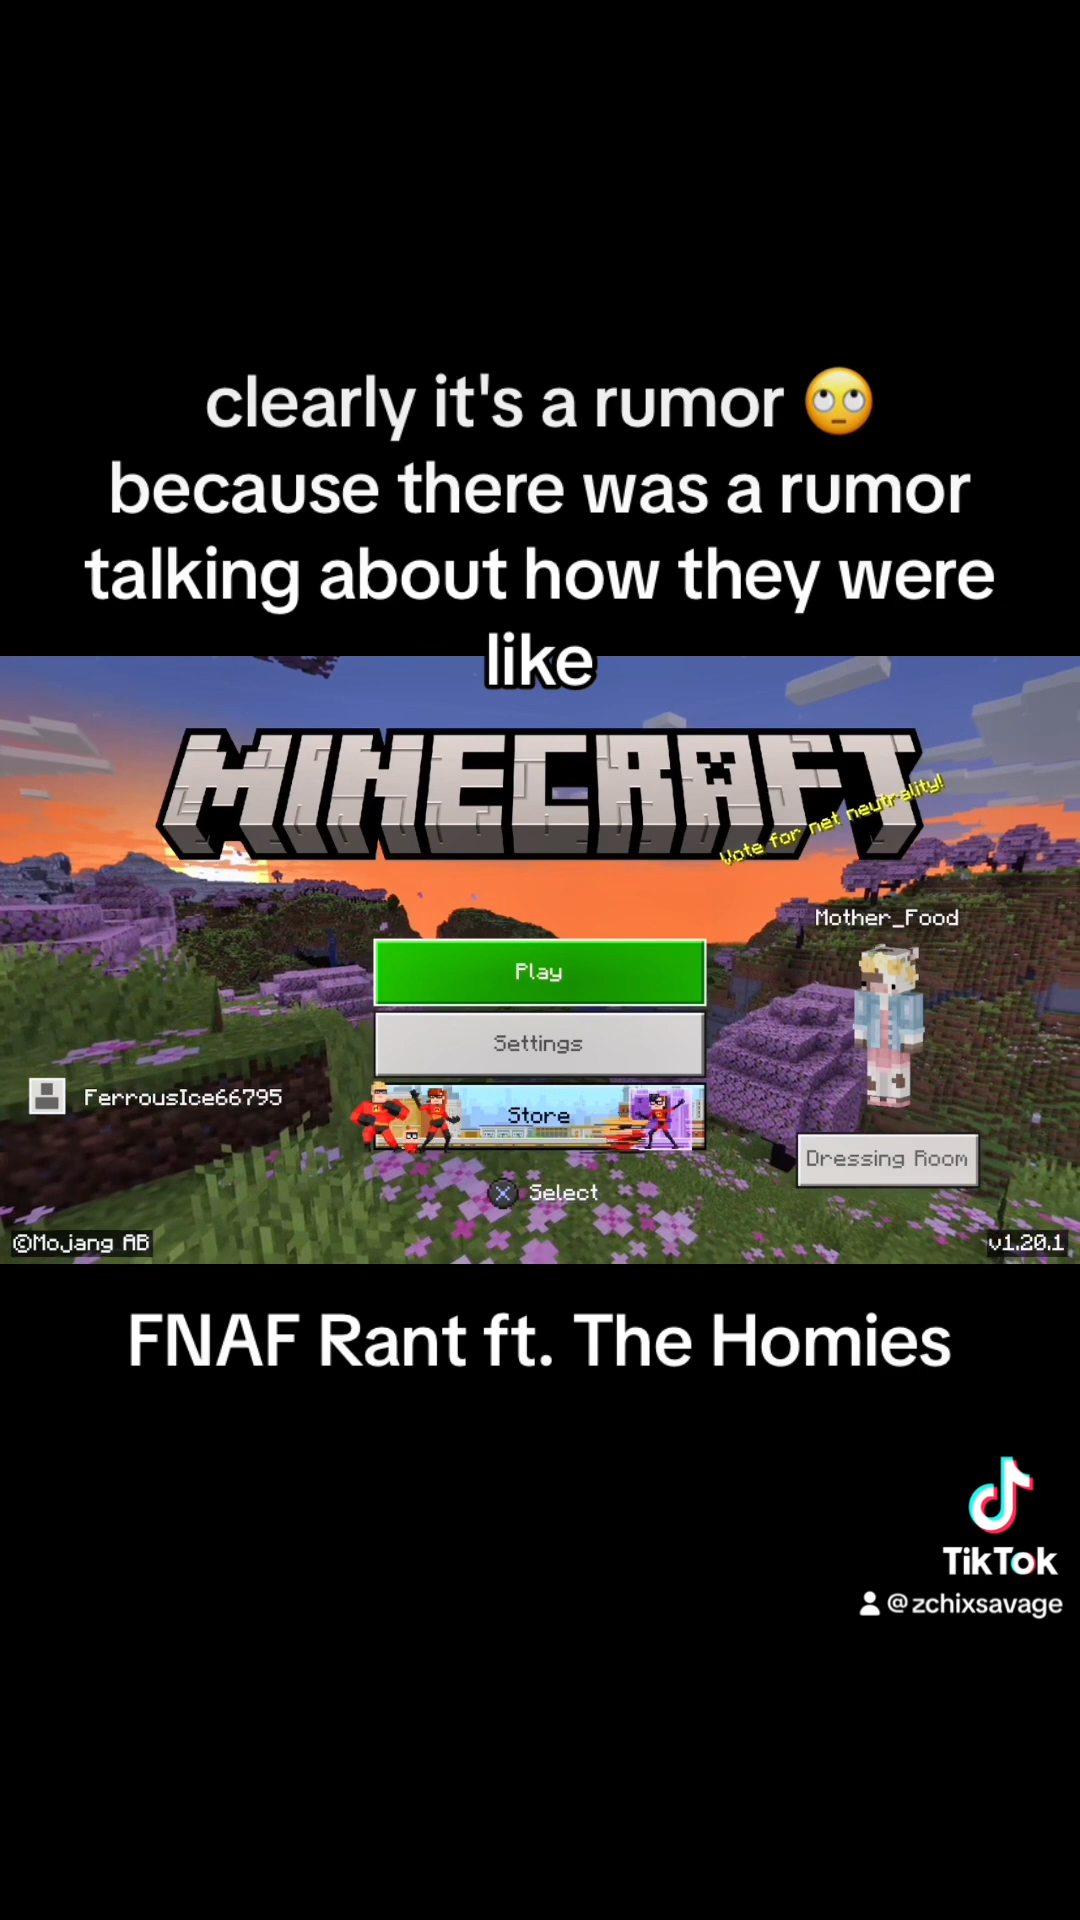 clearly it's a rumor 🙄
because there was a rumor
talking about how they were
like
MINECRAFT
Vote for net neutrality!
Mother_Food
Play
Settings
FerrousIce66795
Store
Dressing Room
Select
©Mojang AB
v1.20.1
FNAF Rant ft. The Homies
TikTok
@zchixsavage